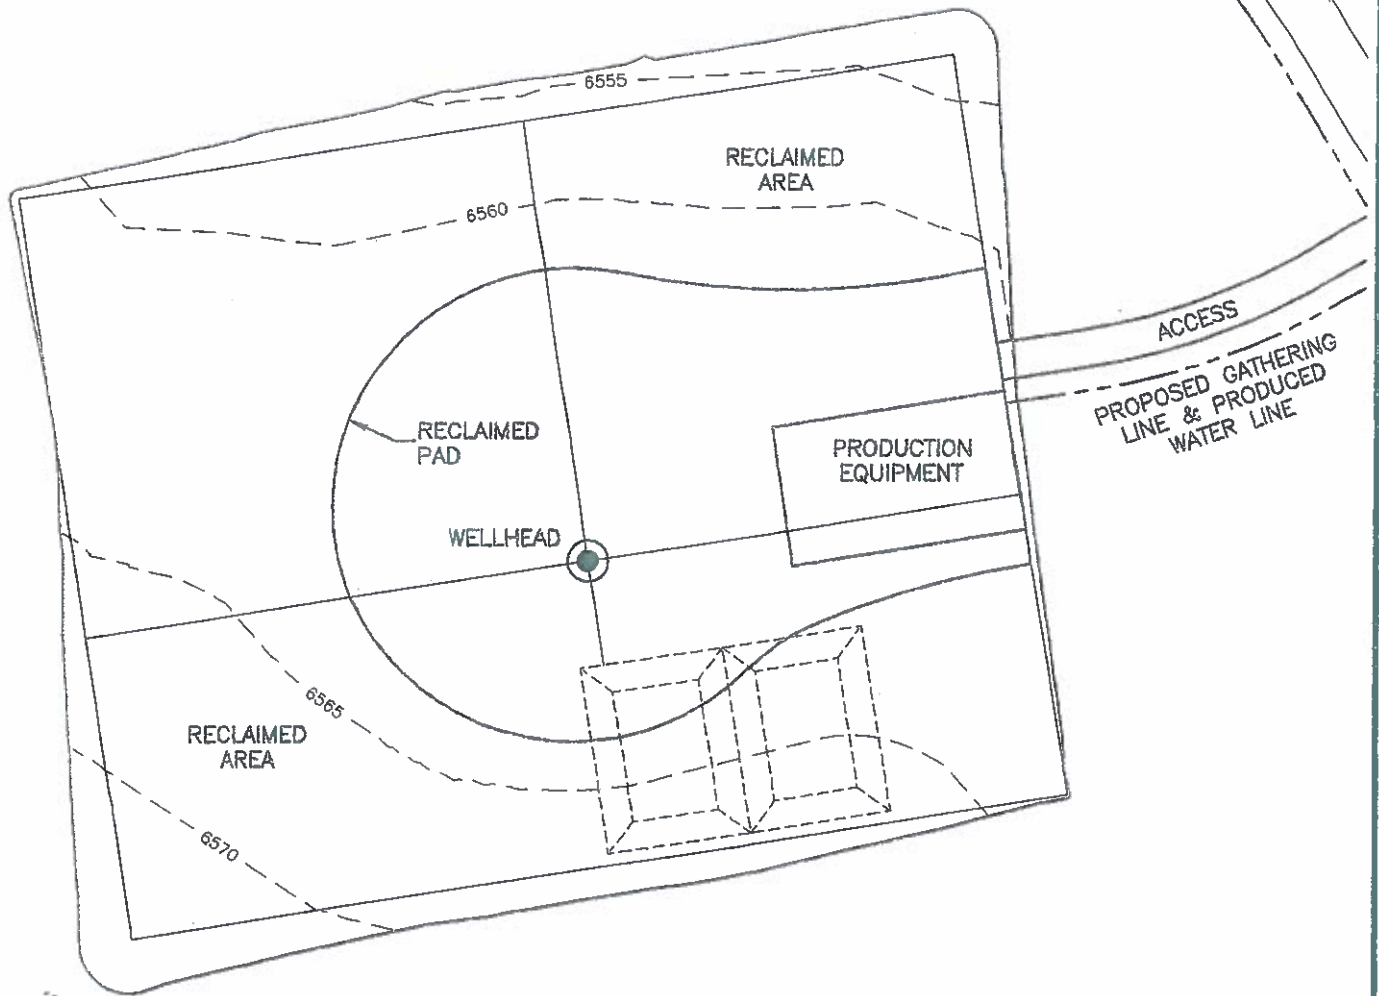 6555
RECLAIMED
AREA
6560
ACCESS
PROPOSED GATHERING
LINE & PRODUCED
WATER LINE
RECLAIMED
PAD
PRODUCTION
EQUIPMENT
WELLHEAD
6565
RECLAIMED
AREA
6570